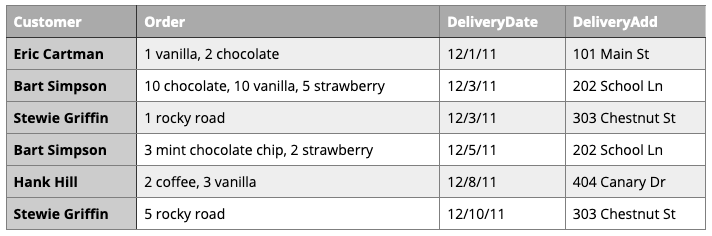 Customer Order DeliveryDate DeliveryAdd
Eric Cartman 1 vanilla, 2 chocolate 12/1/11 101 Main St
Bart Simpson 10 chocolate, 10 vanilla, 5 strawberry 12/3/11 202 School Ln
Stewie Griffin 1 rocky road 12/3/11 303 Chestnut St
Bart Simpson 3 mint chocolate chip, 2 strawberry 12/5/11 202 School Ln
Hank Hill 2 coffee, 3 vanilla 12/8/11 404 Canary Dr
Stewie Griffin 5 rocky road 12/10/11 303 Chestnut St